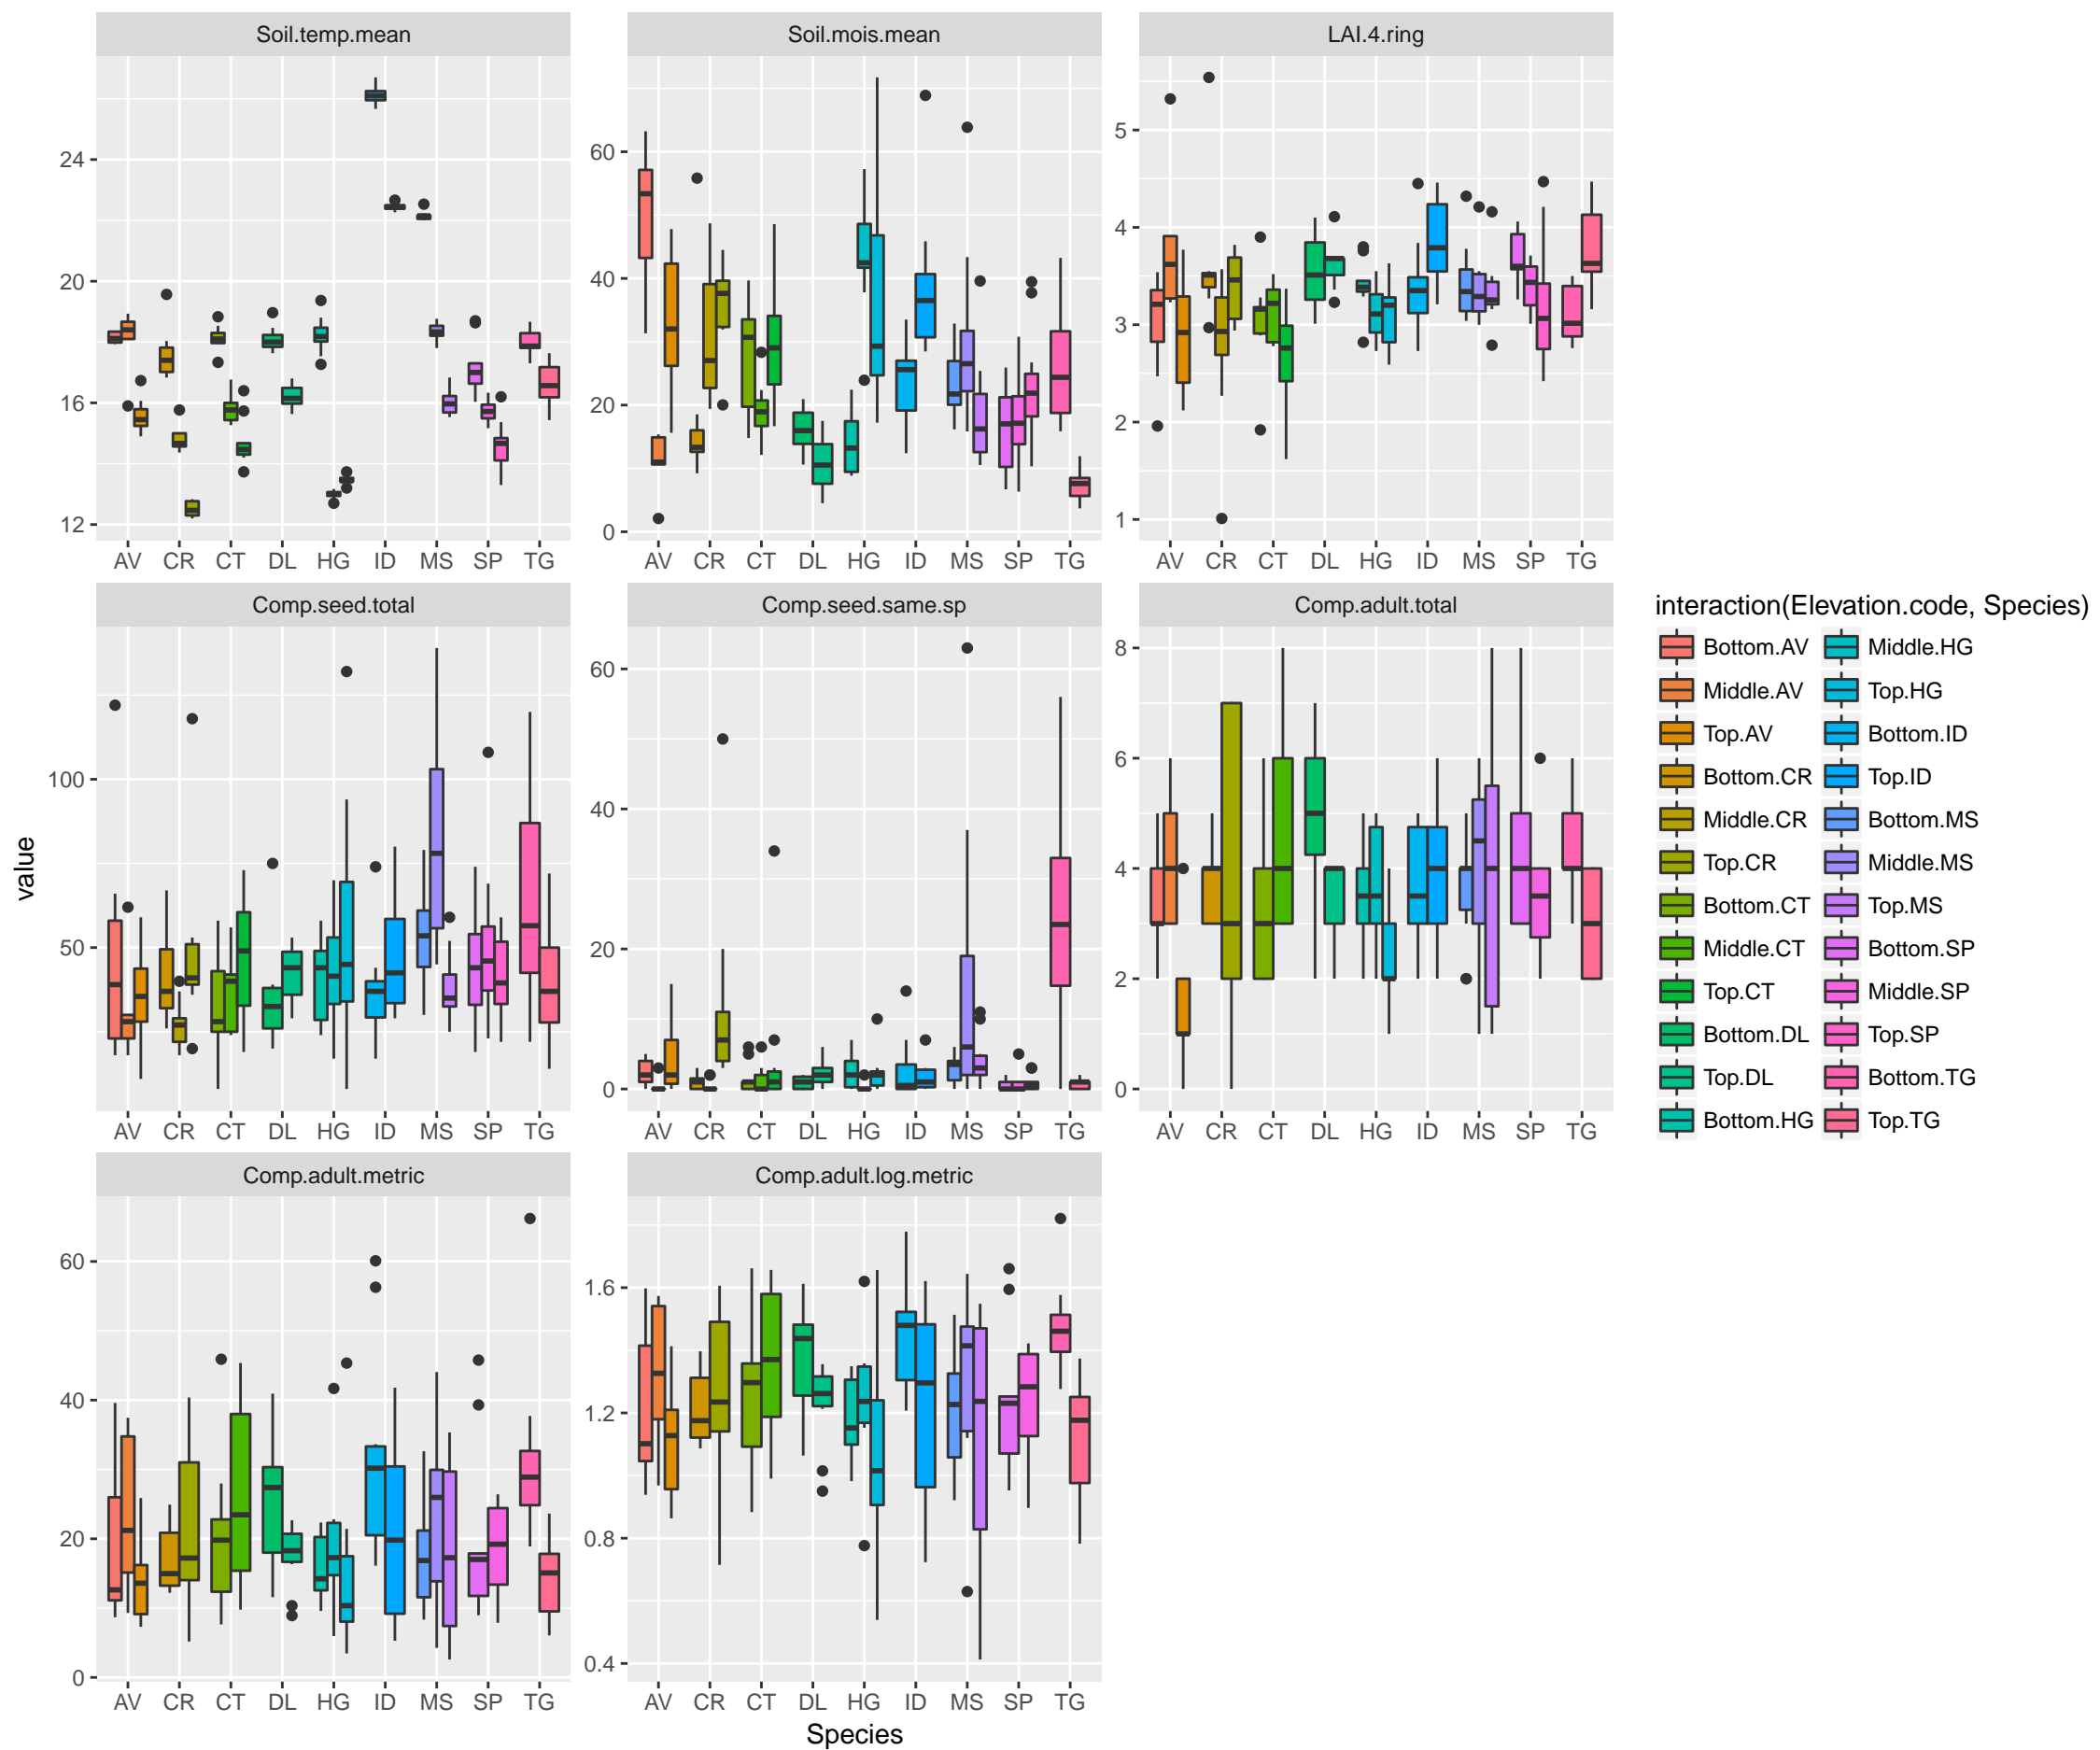 Soil.temp.mean Soil.mois.mean LAI.4.ring
24
20
16
12
60
40
20
0
5
4
3
2
1
AV CR CT DL HG ID MS SP TG
AV CR CT DL HG ID MS SP TG
AV CR CT DL HG ID MS SP TG
Comp.seed.total Comp.seed.same.sp Comp.adult.total
value
100
50
60
40
20
0
8
6
4
2
0
AV CR CT DL HG ID MS SP TG
AV CR CT DL HG ID MS SP TG
AV CR CT DL HG ID MS SP TG
Comp.adult.metric Comp.adult.log.metric
60
40
20
0
1.6
1.2
0.8
0.4
AV CR CT DL HG ID MS SP TG
AV CR CT DL HG ID MS SP TG
Species
interaction(Elevation.code, Species)
Bottom.AV
Middle.AV
Top.AV
Bottom.CR
Middle.CR
Top.CR
Bottom.CT
Middle.CT
Top.CT
Bottom.DL
Top.DL
Bottom.HG
Middle.HG
Top.HG
Bottom.ID
Top.ID
Bottom.MS
Middle.MS
Top.MS
Bottom.SP
Middle.SP
Top.SP
Bottom.TG
Top.TG